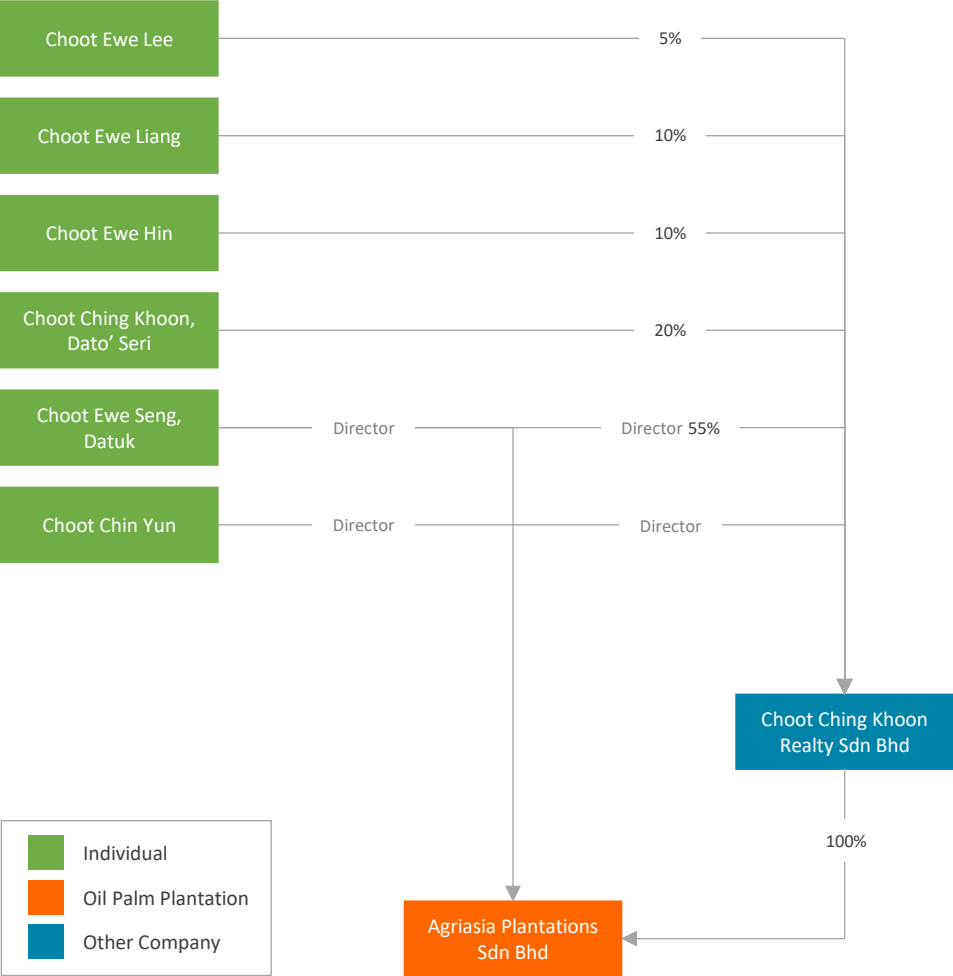 Choot Ewe Lee
5%
Choot Ewe Liang
10%
Choot Ewe Hin
10%
Choot Ching Khoon,
Dato’ Seri
20%
Choot Ewe Seng,
Datuk
Director
Director 55%
Choot Chin Yun
Director
Director
Choot Ching Khoon
Realty Sdn Bhd
100%
Individual
Oil Palm Plantation
Other Company
Agriasia Plantations
Sdn Bhd